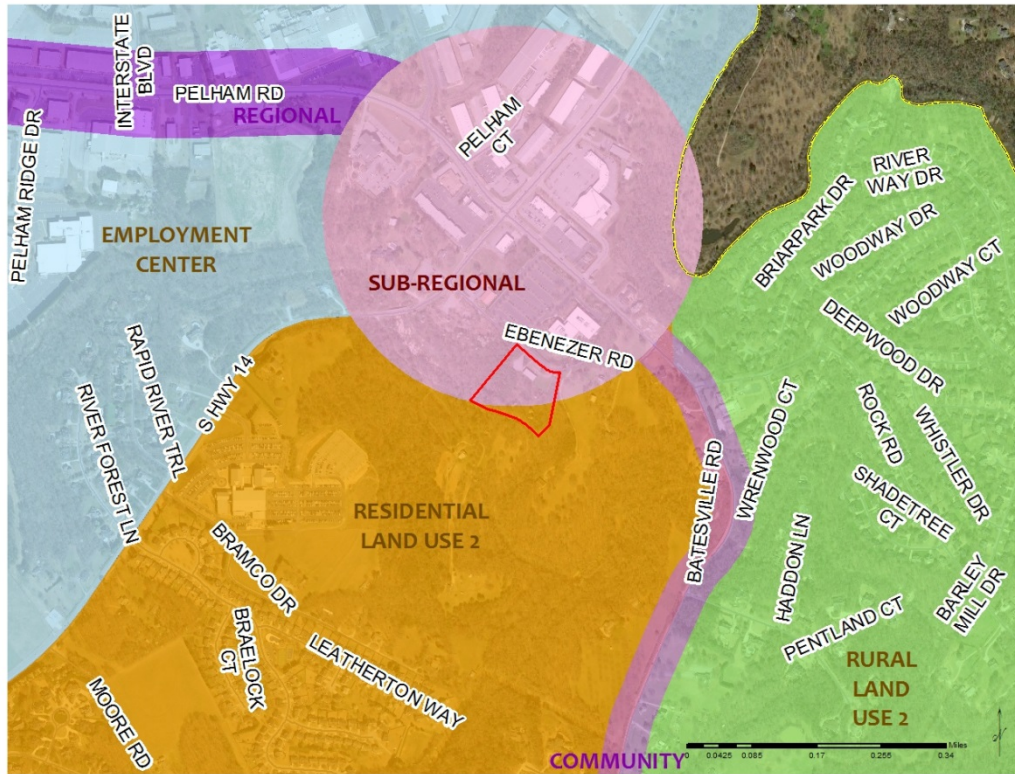 INTERSTATE
BLVD
PELHAM RD
REGIONAL
PELHAM RIDGE DR
PELHAM
CT
RIVER
WAY DR
BRIARPARK DR
WOODWAY DR
WOODWAY CT
EMPLOYMENT
CENTER
SUB-REGIONAL
DEEPWOOD DR
EBENEZER RD
RAPID RIVER TRL
RIVER FOREST LN
S HWY 14
WRENWOOD CT
ROCK RD
WHISTLER DR
SHADETREE
CT
BATESVILLE RD
RESIDENTIAL
LAND USE 2
BRAMCO DR
HADDON LN
BARLEY
MILL DR
PENTLAND CT
BRAELOCK
CT
LEATHERTON WAY
MOORE RD
RURAL
LAND
USE 2
COMMUNITY
Miles
0 0.0425 0.085 0.17 0.255 0.34
N